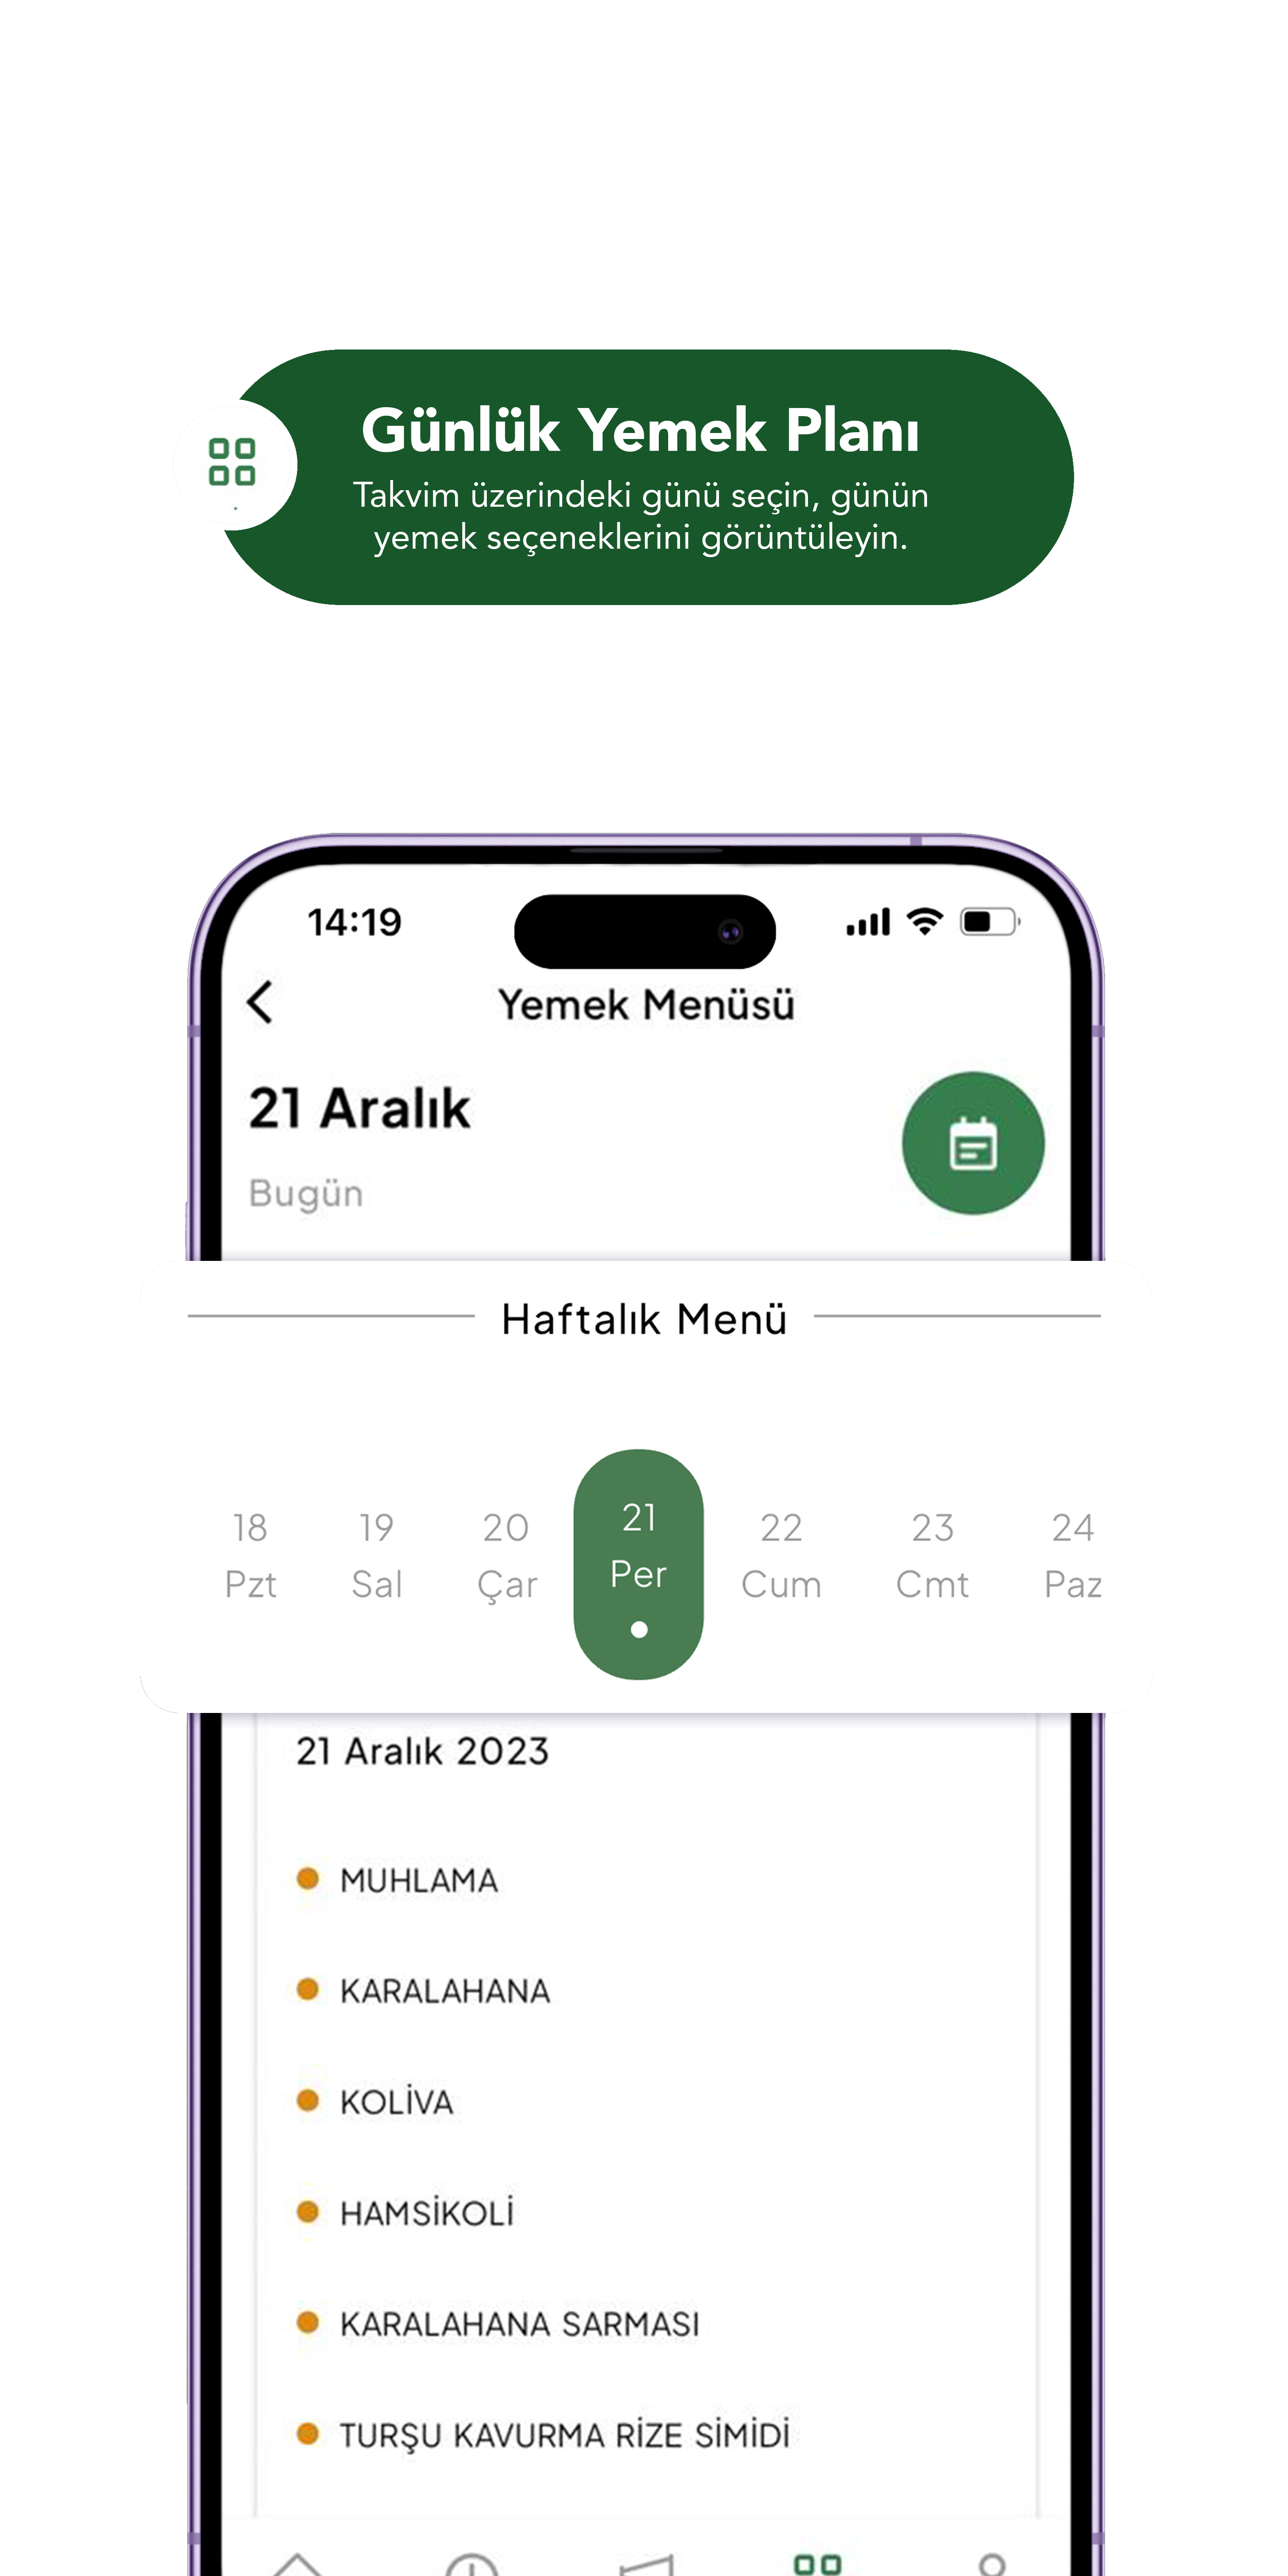 Günlük Yemek Planı
Takvim üzerindeki günü seçin, günün
yemek seçeneklerini görüntüleyin.
14:19
Yemek Menüsü
21 Aralık
Bugün
Haftalık Menü
18 19 20 21 22 23 24
Pzt Sal Çar Per Cum Cmt Paz
21 Aralık 2023
MUHLAMA
KARALAHANA
KOLİVA
HAMSİKOLİ
KARALAHANA SARMASI
TURŞU KAVURMA RİZE SİMİDİ